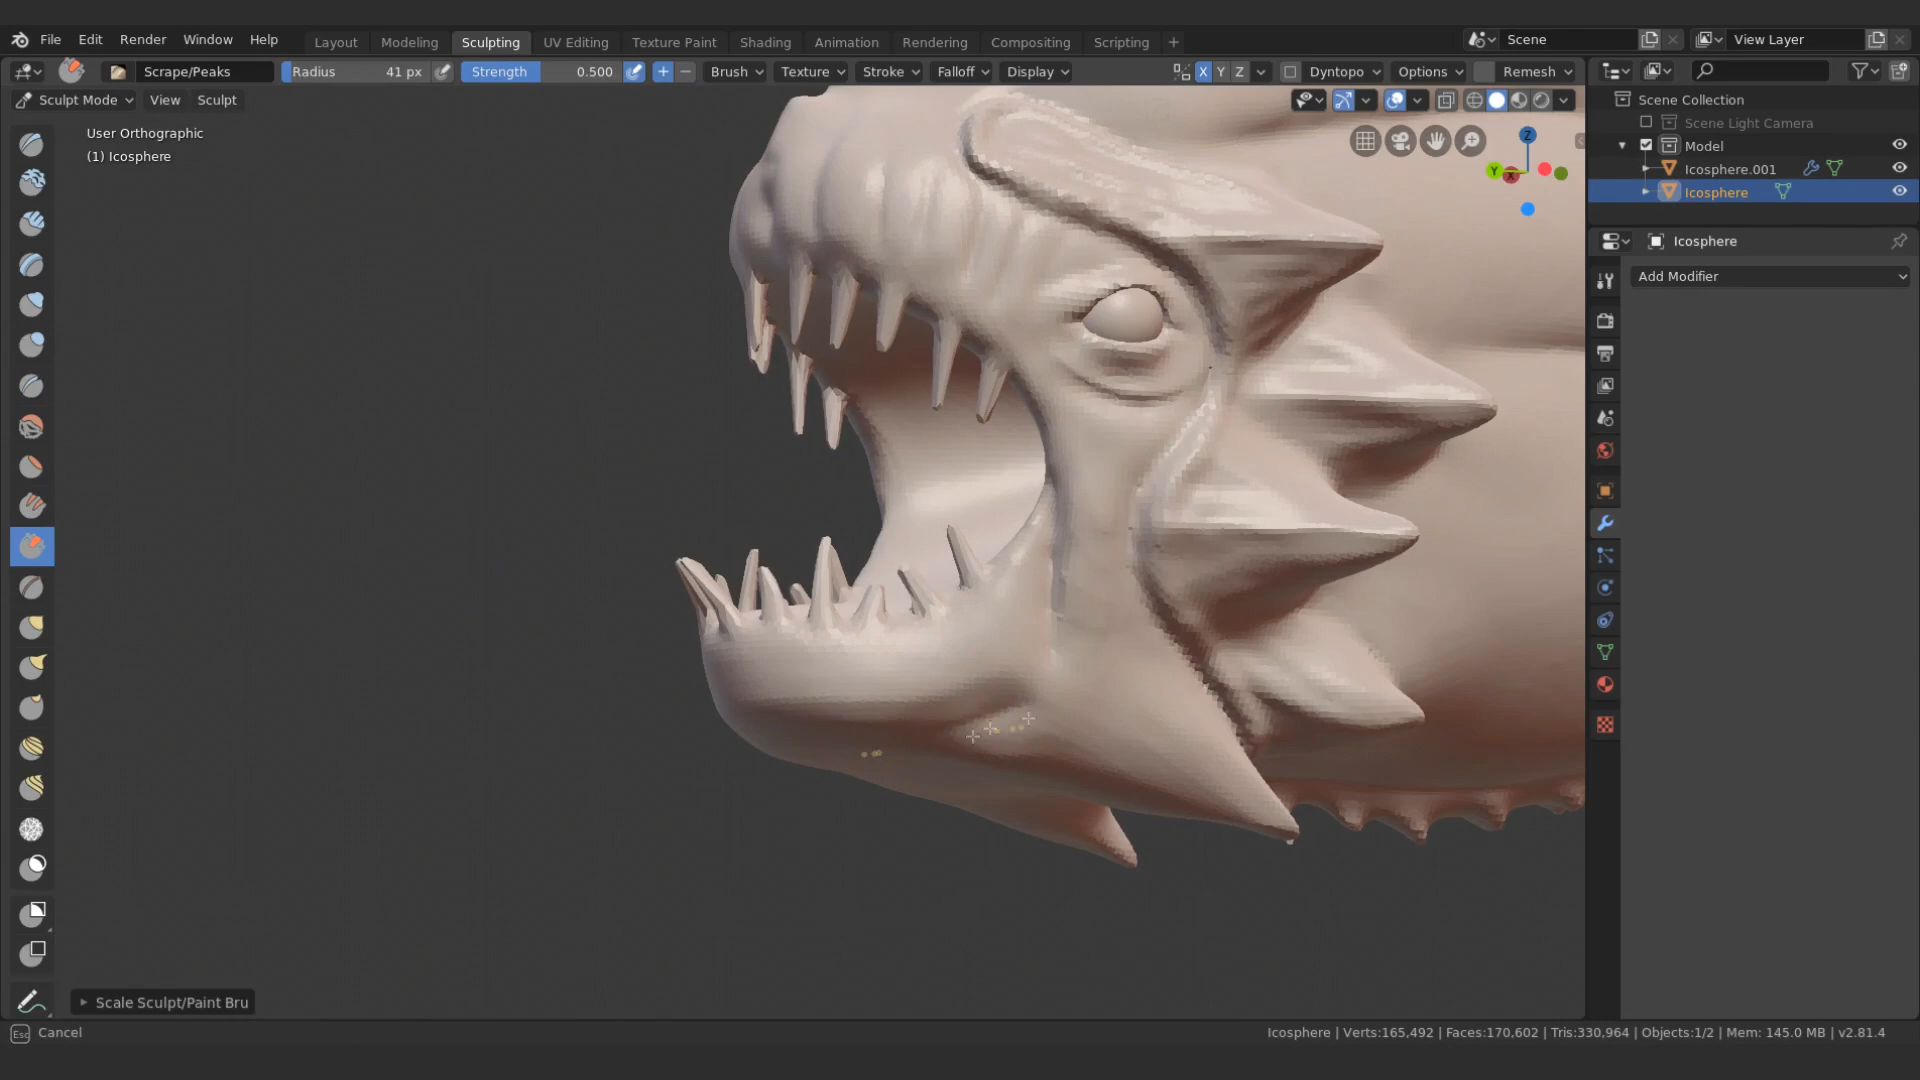 File Edit Render Window Help Layout Modeling Sculpting UV Editing Texture Paint Shading Animation Rendering Compositing Scripting + Scene View Layer
Scrape/Peaks Radius 41 px Strength 0.500 + − Brush Texture Stroke Falloff Display X Y Z Dyntopo Options Remesh
Sculpt Mode View Sculpt
Scene Collection
Scene Light Camera
Model
Icosphere.001
Icosphere
User Orthographic
(1) Icosphere
Z
Y
X
Icosphere
Add Modifier
Scale Sculpt/Paint Bru
Esc Cancel
Icosphere | Verts:165,492 | Faces:170,602 | Tris:330,964 | Objects:1/2 | Mem: 145.0 MB | v2.81.4